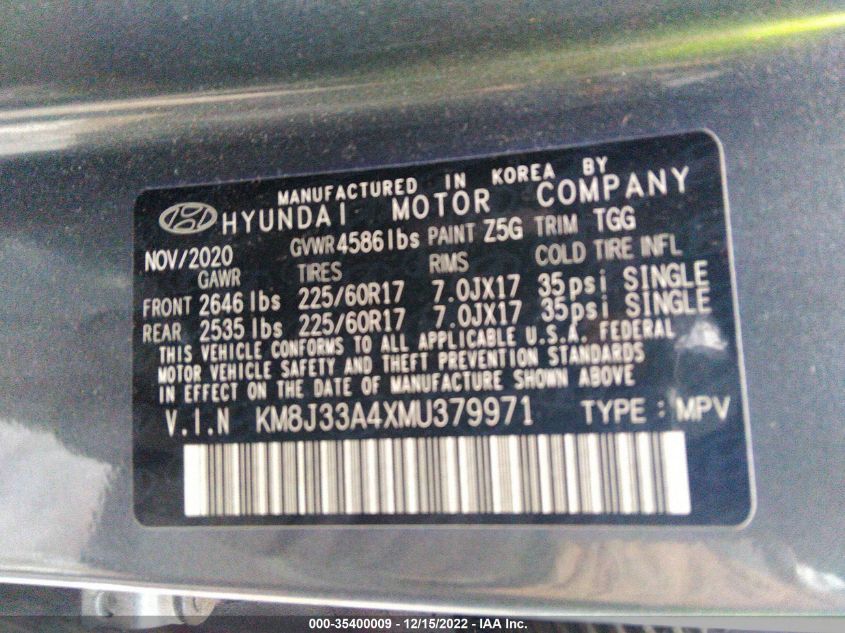 MANUFACTURED IN KOREA BY
HYUNDAI MOTOR COMPANY
NOV/2020 GVWR 4586 lbs PAINT Z5G TRIM TGG
GAWR TIRES RIMS COLD TIRE INFL
FRONT 2646 lbs 225/60R17 7.0JX17 35psi SINGLE
REAR 2535 lbs 225/60R17 7.0JX17 35psi SINGLE
THIS VEHICLE CONFORMS TO ALL APPLICABLE U.S.A. FEDERAL
MOTOR VEHICLE SAFETY AND THEFT PREVENTION STANDARDS
IN EFFECT ON THE DATE OF MANUFACTURE SHOWN ABOVE
V.I.N KM8J33A4XMU379971 TYPE : MPV
000-35400009 - 12/15/2022 - IAA Inc.